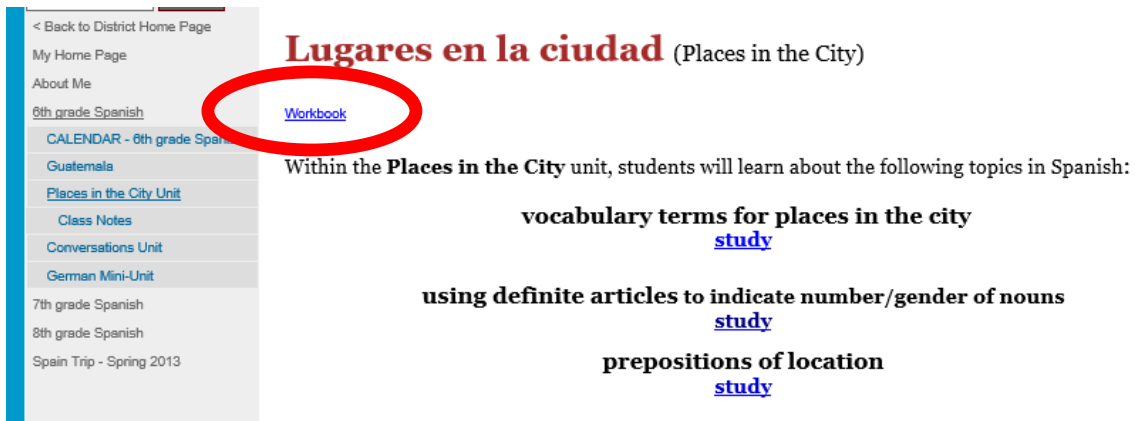 < Back to District Home Page
My Home Page
About Me
6th grade Spanish
CALENDAR - 6th grade
Guatemala
Places in the City Unit
Class Notes
Conversations Unit
German Mini-Unit
7th grade Spanish
8th grade Spanish
Spain Trip - Spring 2013
Lugares en la ciudad (Places in the City)
Workbook
Within the Places in the City unit, students will learn about the following topics in Spanish:
vocabulary terms for places in the city
study
using definite articles to indicate number/gender of nouns
study
prepositions of location
study